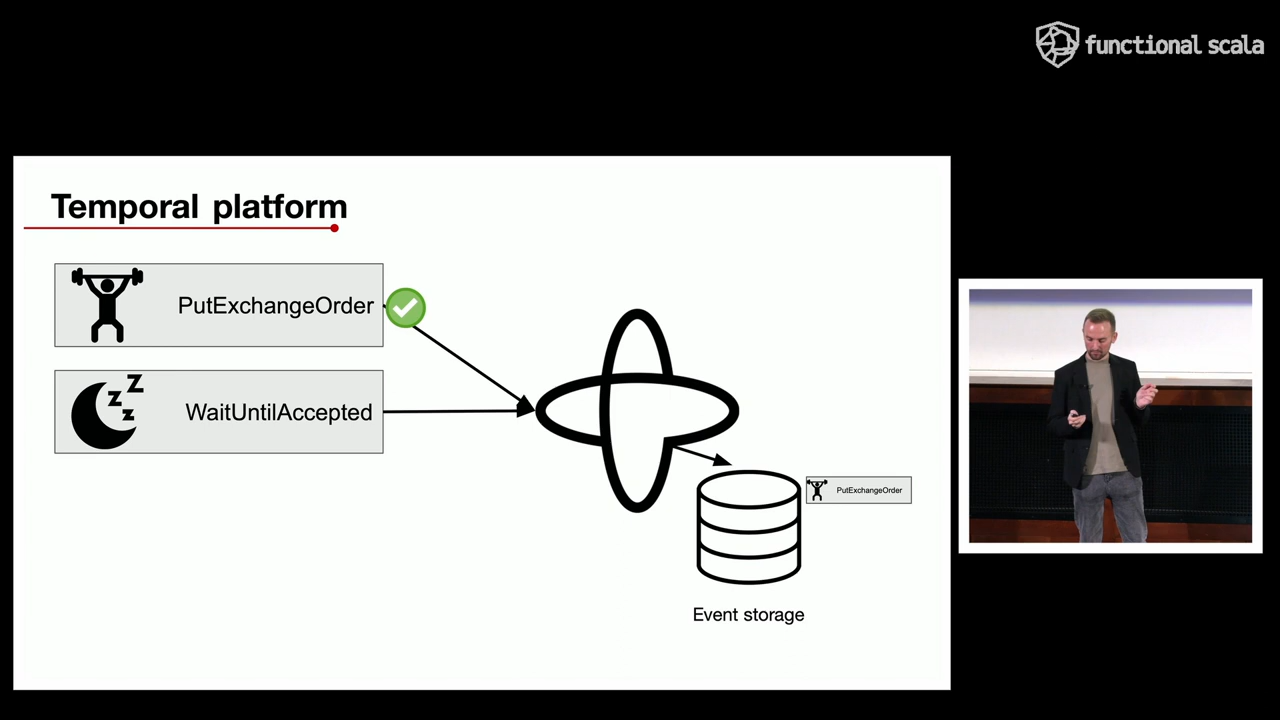 functional scala
Temporal platform
PutExchangeOrder
z
z
z
WaitUntilAccepted
PutExchangeOrder
Event storage